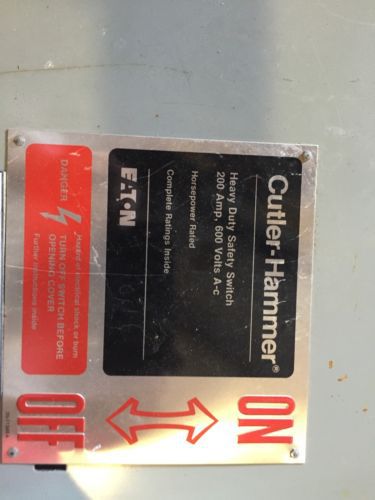 Cutler-Hammer®
Heavy Duty Safety Switch
200 Amp, 600 Volts A-c
Horsepower Rated
Complete Ratings Inside
EATON
ON
OFF
DANGER
Hazard of electrical shock or burn
TURN OFF SWITCH BEFORE
OPENING COVER
Further instructions inside